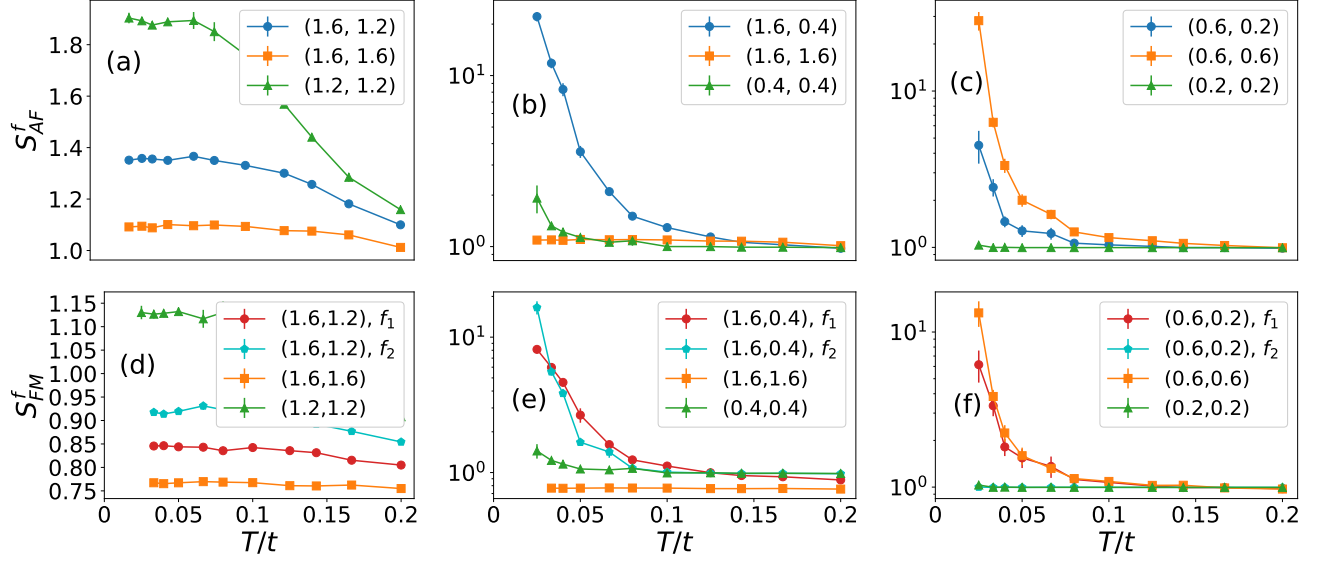 S^f_{AF}
1.8
1.6
1.4
1.2
1.0
(a)
(1.6, 1.2)
(1.6, 1.6)
(1.2, 1.2)
10^1
10^0
(b)
(1.6, 0.4)
(1.6, 1.6)
(0.4, 0.4)
10^1
10^0
(c)
(0.6, 0.2)
(0.6, 0.6)
(0.2, 0.2)
S^f_{FM}
1.15
1.10
1.05
1.00
0.95
0.90
0.85
0.80
0.75
(d)
(1.6,1.2), f_1
(1.6,1.2), f_2
(1.6,1.6)
(1.2,1.2)
0 0.05 0.1 0.15 0.2
T/t
10^1
10^0
(e)
(1.6,0.4), f_1
(1.6,0.4), f_2
(1.6,1.6)
(0.4,0.4)
0 0.05 0.1 0.15 0.2
T/t
10^1
10^0
(f)
(0.6,0.2), f_1
(0.6,0.2), f_2
(0.6,0.6)
(0.2,0.2)
0 0.05 0.1 0.15 0.2
T/t